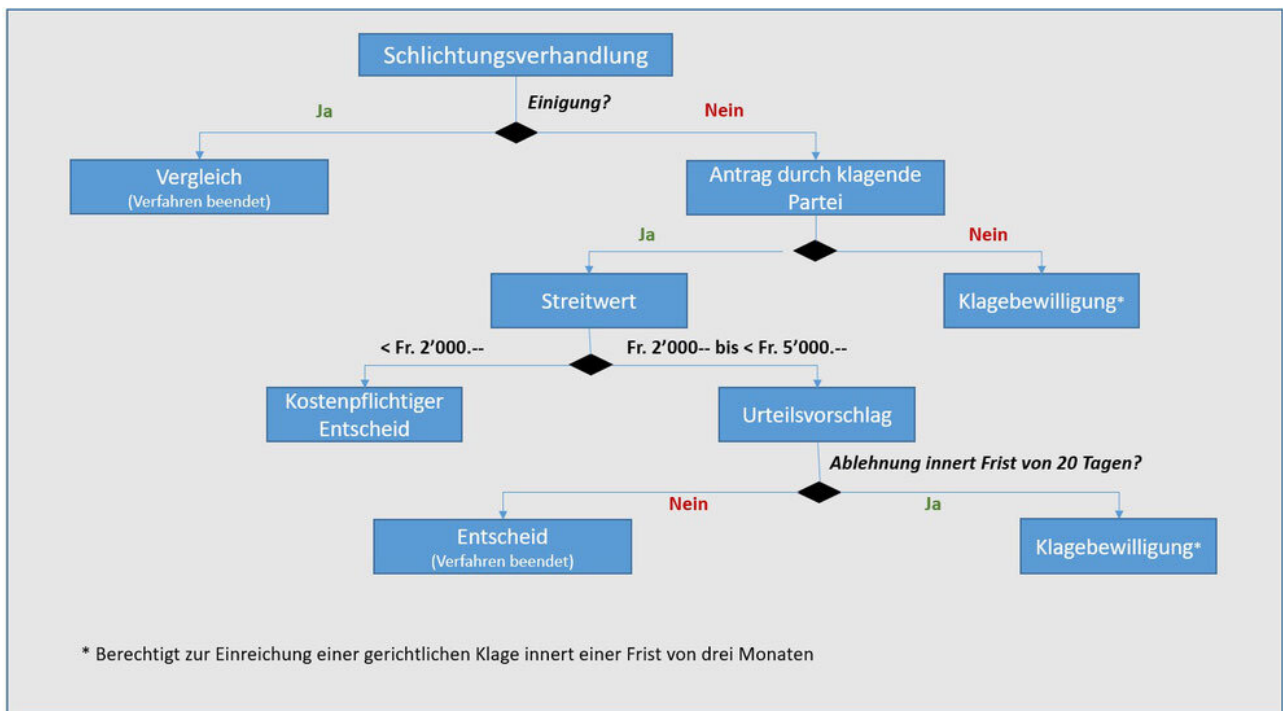 Schlichtungsverhandlung
Einigung?
Ja
Nein
Vergleich
(Verfahren beendet)
Antrag durch klagende
Partei
Ja
Nein
Streitwert
Klagebewilligung*
< Fr. 2’000.--
Fr. 2’000-- bis < Fr. 5’000.--
Kostenpflichtiger
Entscheid
Urteilsvorschlag
Ablehnung innert Frist von 20 Tagen?
Nein
Ja
Entscheid
(Verfahren beendet)
Klagebewilligung*
* Berechtigt zur Einreichung einer gerichtlichen Klage innert einer Frist von drei Monaten